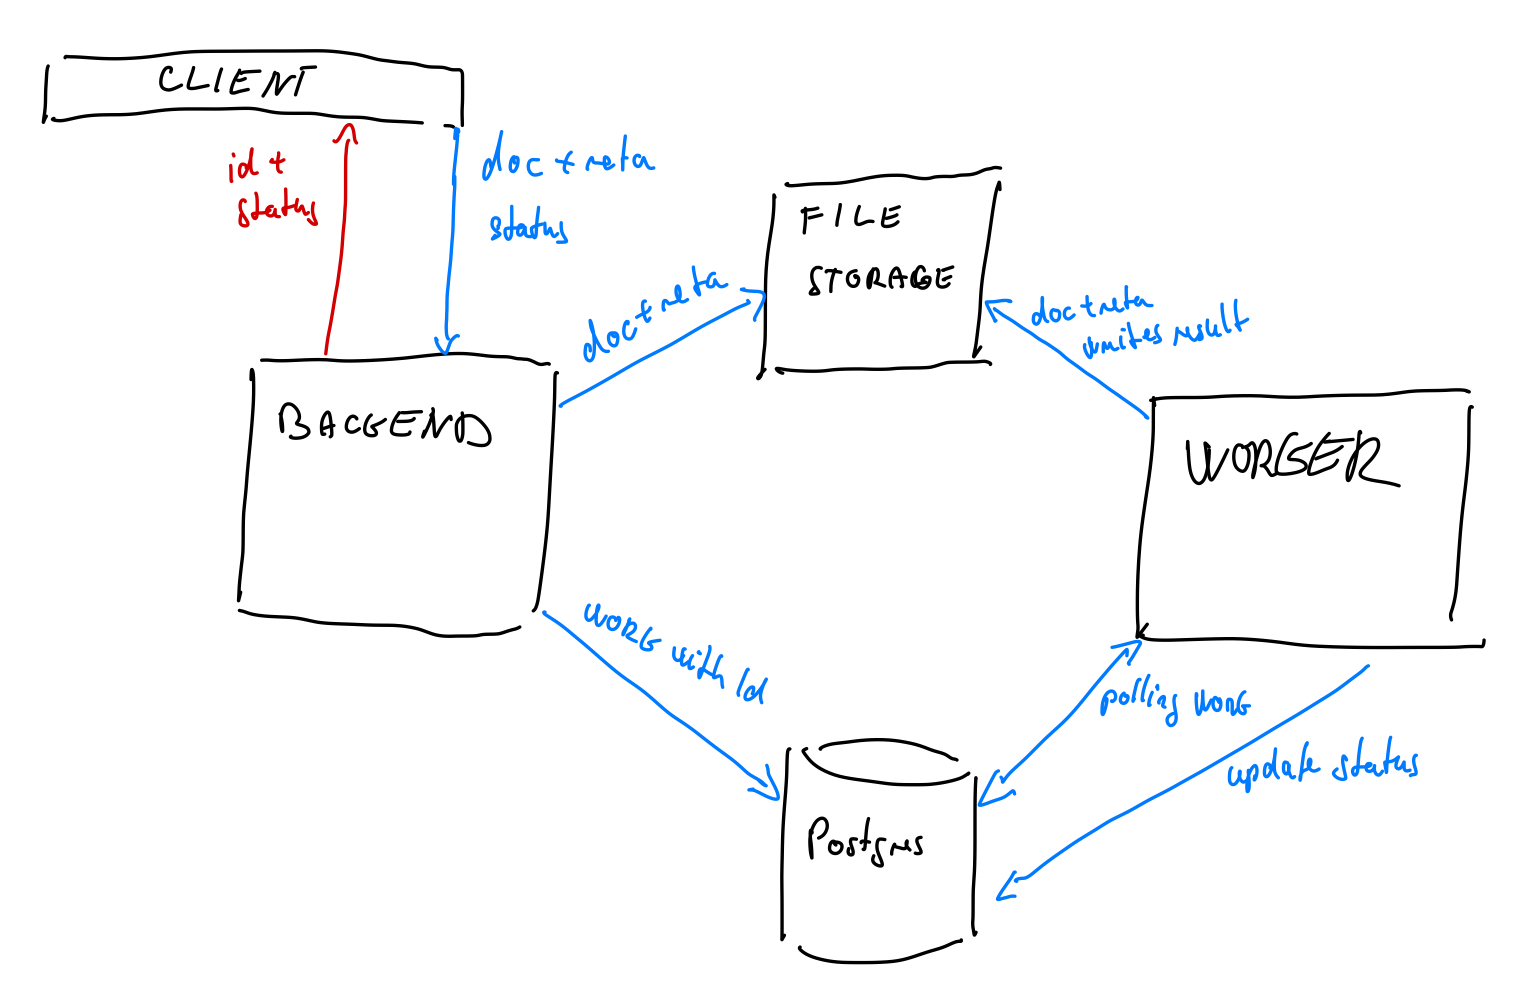 CLIENT
id +
status
doc + meta
status
FILE
STORAGE
doc + meta
doc + meta
writes result
BACKEND
WORKER
work with Id
polling work
update status
Postgres